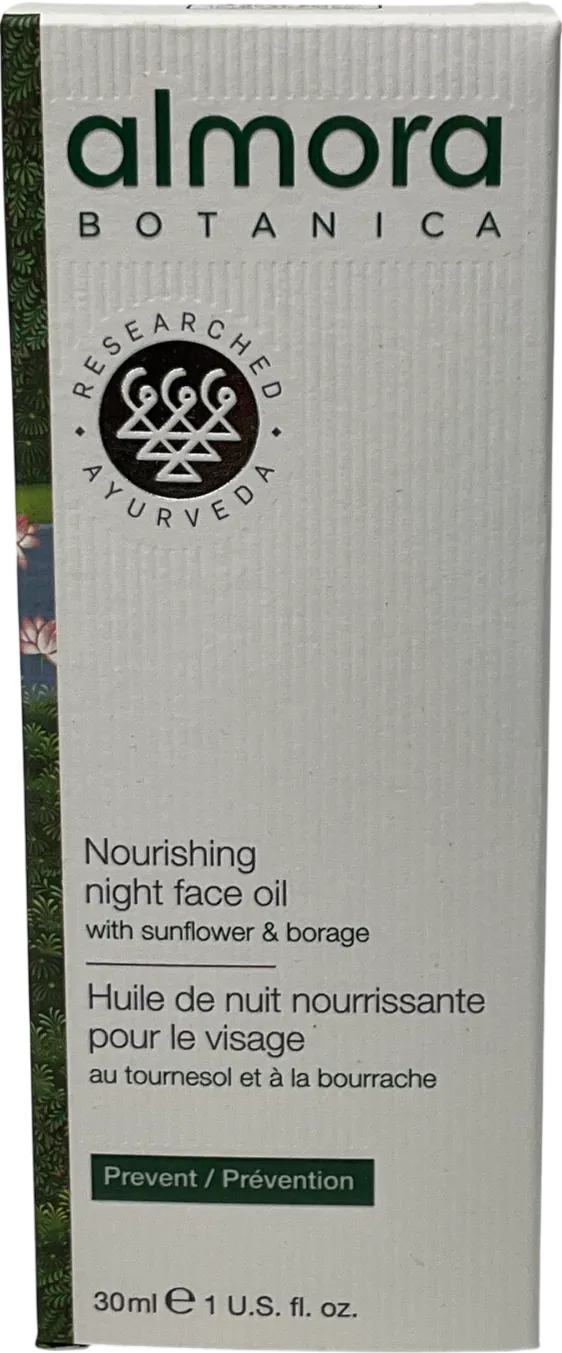 almora
BOTANICA
RESEARCHED
AYURVEDA
Nourishing
night face oil
with sunflower & borage
Huile de nuit nourrissante
pour le visage
au tournesol et à la bourrache
Prevent / Prévention
30ml ℮ 1 U.S. fl. oz.